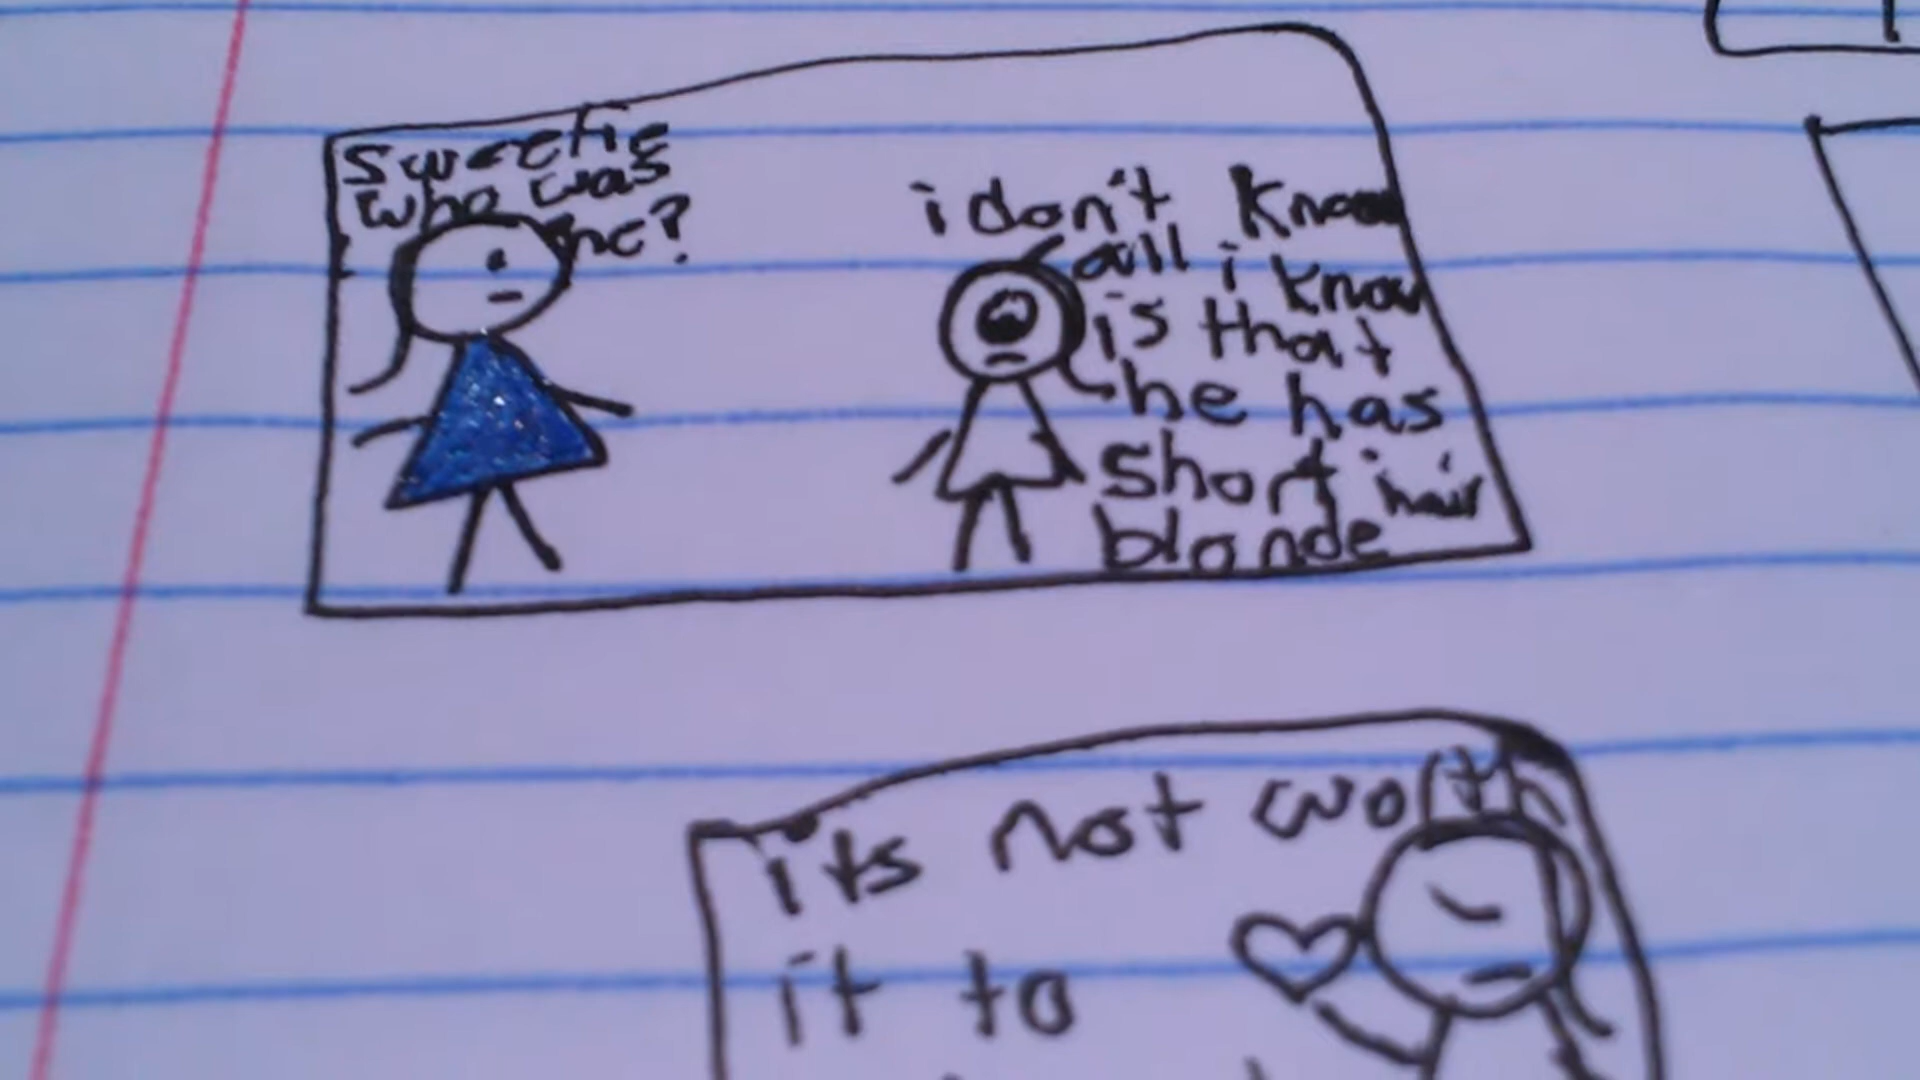 sweetie
who was
he?
i don't know
all i know
is that
he has
short hair
blonde
its not worth
it to